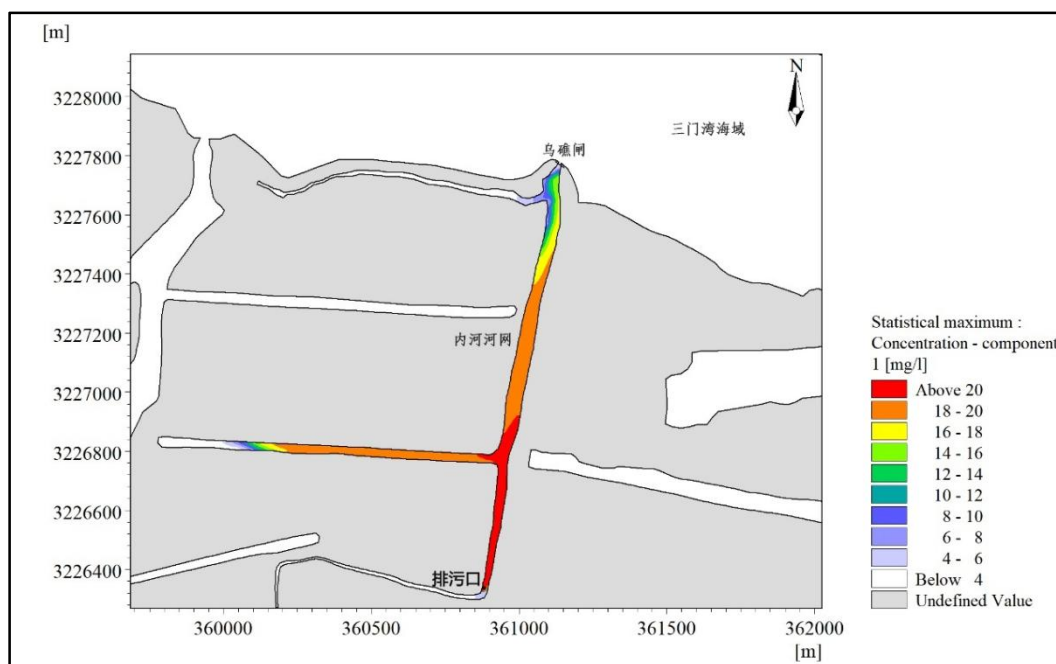 [m]
N
3228000
三门湾海域
3227800
乌礁闸
3227600
3227400
3227200
内河河网
3227000
3226800
3226600
3226400
排污口
360000 360500 361000 361500 362000
[m]
Statistical maximum :
Concentration - component
1 [mg/l]
Above 20
18 - 20
16 - 18
14 - 16
12 - 14
10 - 12
8 - 10
6 - 8
4 - 6
Below 4
Undefined Value